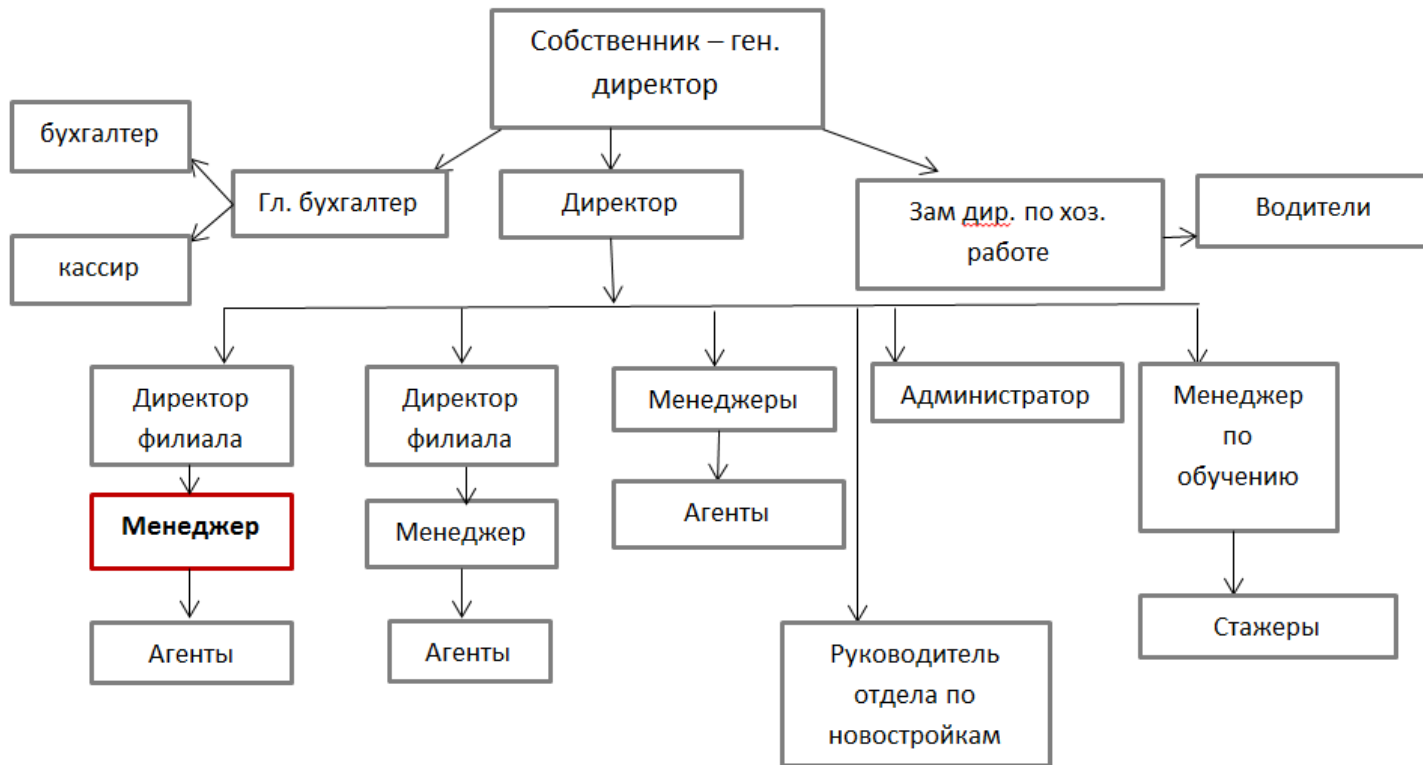 Собственник – ген.
директор
бухгалтер
Гл. бухгалтер
Директор
Зам дир. по хоз.
работе
Водители
кассир
Директор
филиала
Директор
филиала
Менеджеры
Администратор
Менеджер
по
обучению
Менеджер
Менеджер
Агенты
Агенты
Агенты
Руководитель
отдела по
новостройкам
Стажеры